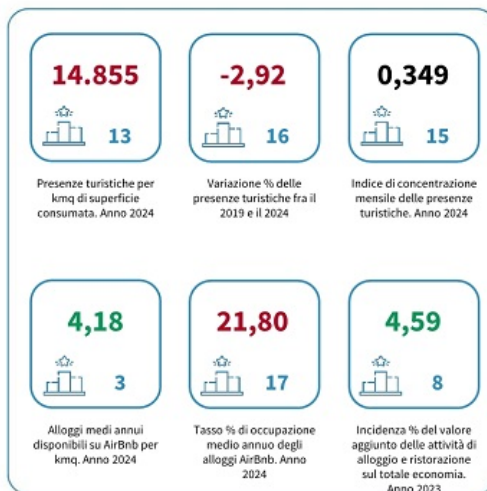 14.855
13
Presenze turistiche per
kmq di superficie
consumata. Anno 2024
-2,92
16
Variazione % delle
presenze turistiche fra il
2019 e il 2024
0,349
15
Indice di concentrazione
mensile delle presenze
turistiche. Anno 2024
4,18
3
Alloggi medi annui
disponibili su AirBnb per
kmq. Anno 2024
21,80
17
Tasso % di occupazione
medio annuo degli
alloggi AirBnb. Anno
2024
4,59
8
Incidenza % del valore
aggiunto delle attività di
alloggio e ristorazione
sul totale economia.
Anno 2023